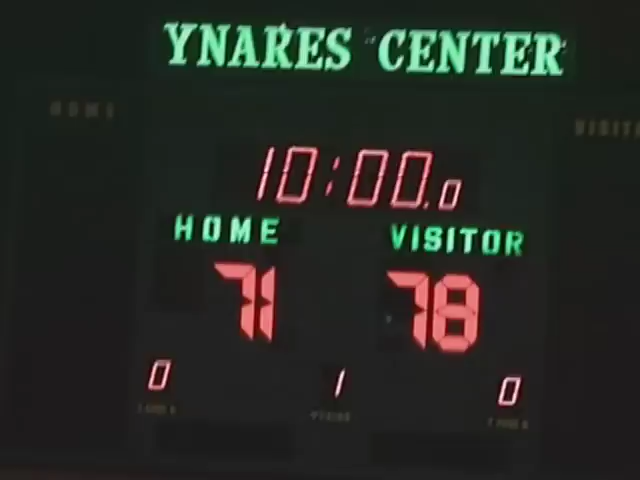 YNARES CENTER
10:00.0
HOME VISITOR
71 78
0 1 0